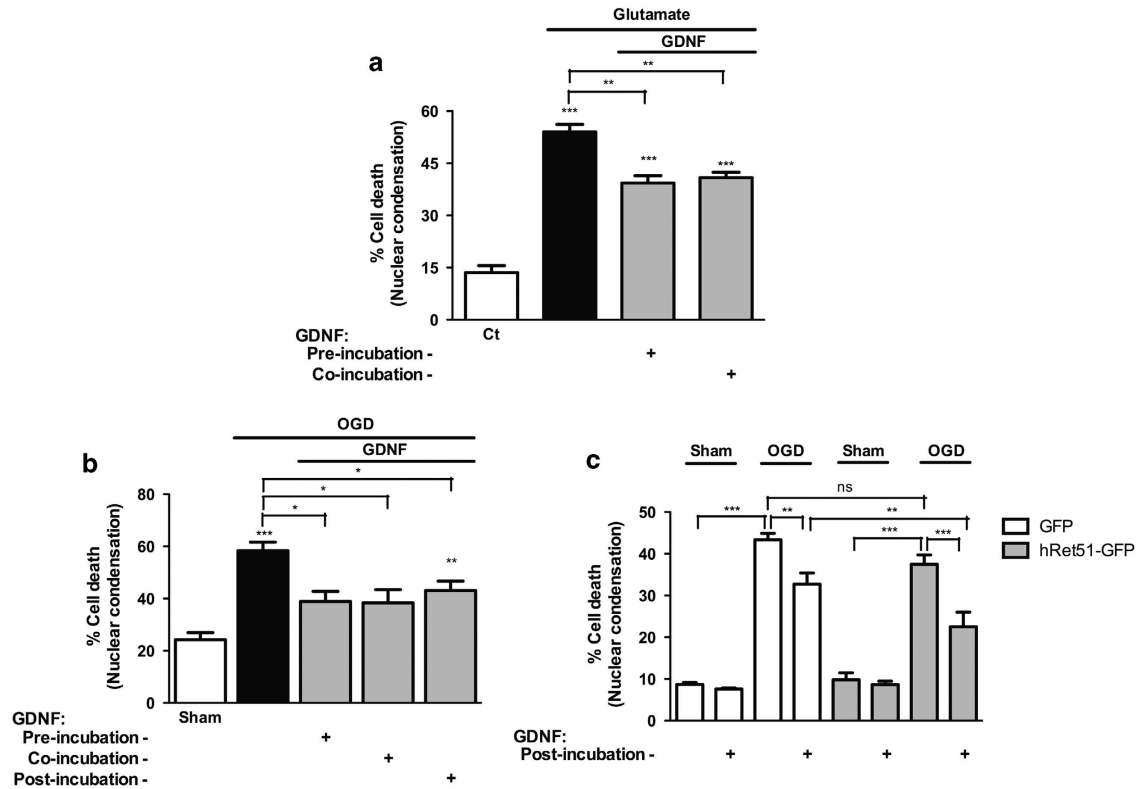 a
Glutamate
GDNF
**
**
***
***
***
% Cell death
(Nuclear condensation)
60
45
30
15
0
Ct
GDNF:
Pre-incubation - +
Co-incubation - +
b
OGD
GDNF
*
*
*
***
**
% Cell death
(Nuclear condensation)
80
60
40
20
0
Sham
GDNF:
Pre-incubation - +
Co-incubation - +
Post-incubation - +
c
Sham OGD Sham OGD
ns
*** ** **
*** ***
% Cell death
(Nuclear condensation)
50
40
30
20
10
0
GFP
hRet51-GFP
GDNF:
Post-incubation - + + + +